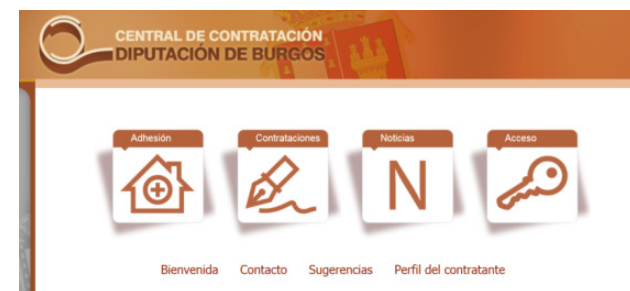 CENTRAL DE CONTRATACIÓN
DIPUTACIÓN DE BURGOS
Adhesión
Contrataciones
Noticias
Acceso
N
Bienvenida Contacto Sugerencias Perfil del contratante